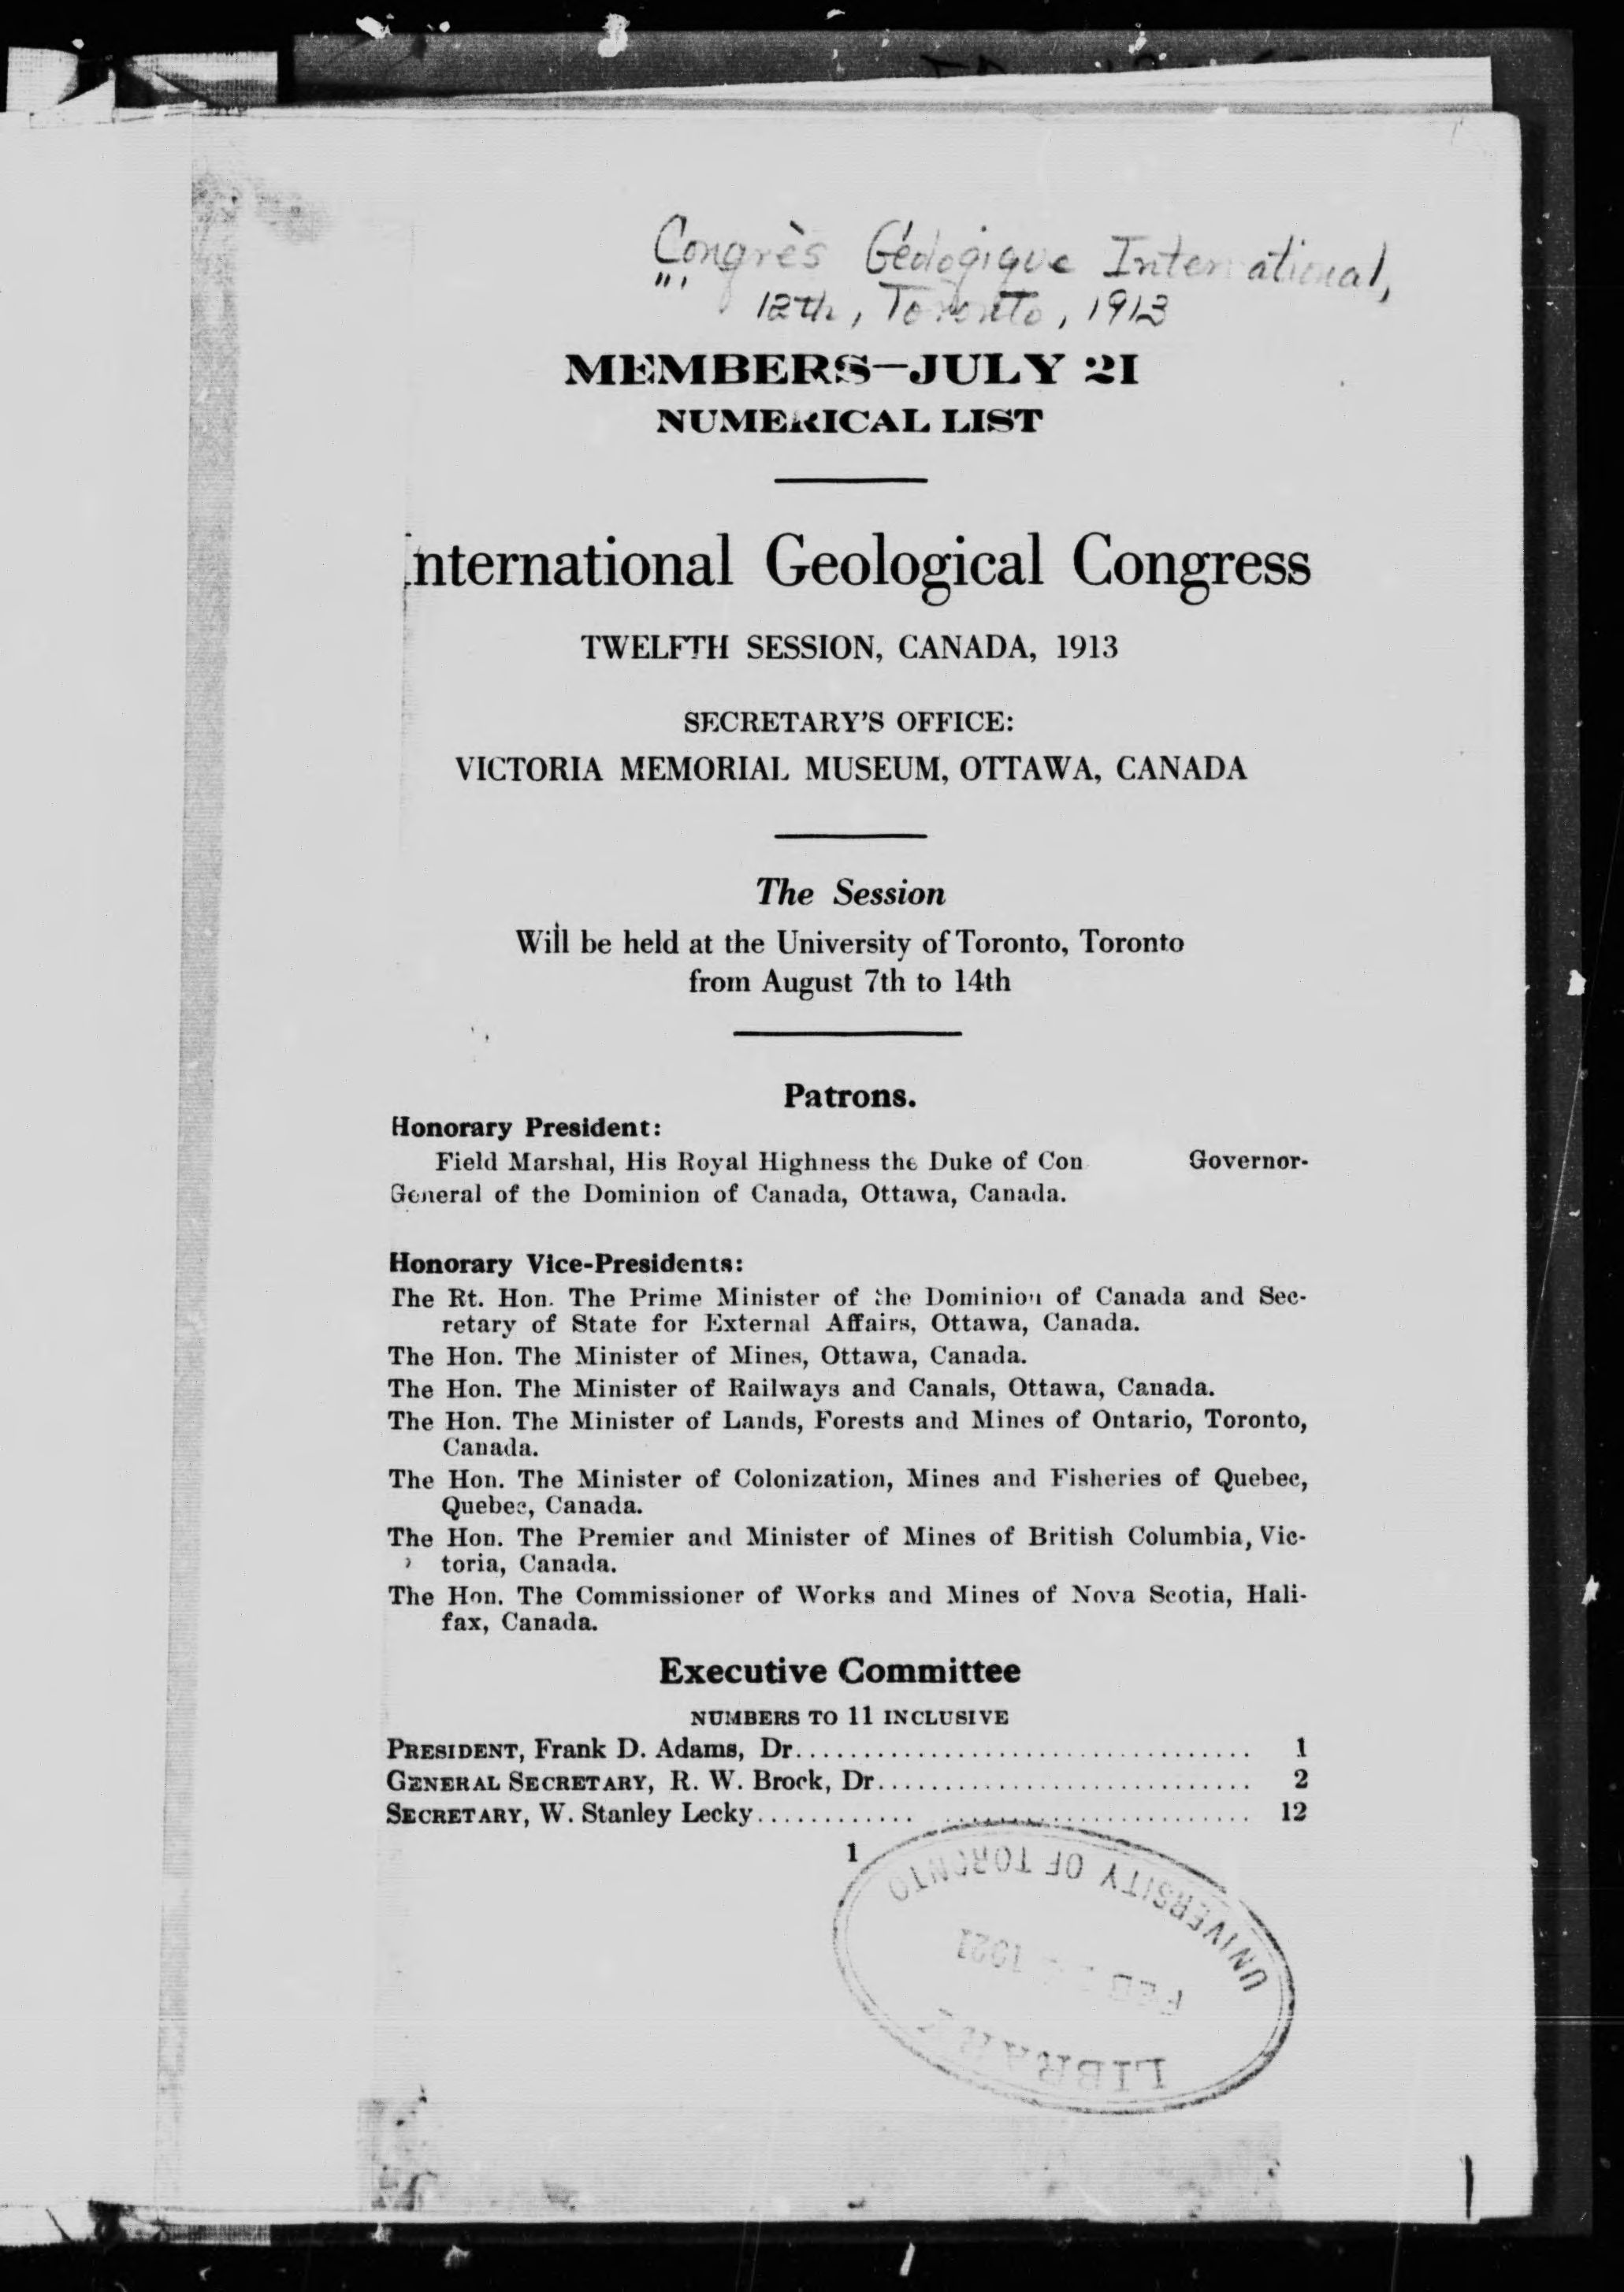 Congrès Géologique International,
12th, Toronto, 1913
MEMBERS—JULY 21
NUMERICAL LIST
International Geological Congress
TWELFTH SESSION, CANADA, 1913
SECRETARY'S OFFICE:
VICTORIA MEMORIAL MUSEUM, OTTAWA, CANADA
The Session
Will be held at the University of Toronto, Toronto
from August 7th to 14th
Patrons.
Honorary President:
Field Marshal, His Royal Highness the Duke of Con Governor-
General of the Dominion of Canada, Ottawa, Canada.
Honorary Vice-Presidents:
The Rt. Hon. The Prime Minister of the Dominion of Canada and Sec-
retary of State for External Affairs, Ottawa, Canada.
The Hon. The Minister of Mines, Ottawa, Canada.
The Hon. The Minister of Railways and Canals, Ottawa, Canada.
The Hon. The Minister of Lands, Forests and Mines of Ontario, Toronto,
Canada.
The Hon. The Minister of Colonization, Mines and Fisheries of Quebec,
Quebec, Canada.
The Hon. The Premier and Minister of Mines of British Columbia, Vic-
toria, Canada.
The Hon. The Commissioner of Works and Mines of Nova Scotia, Hali-
fax, Canada.
Executive Committee
NUMBERS TO 11 INCLUSIVE
PRESIDENT, Frank D. Adams, Dr. 1
GENERAL SECRETARY, R. W. Brock, Dr. 2
SECRETARY, W. Stanley Lecky. 12
1
UNIVERSITY OF TORONTO
FEB 1921
LIBRARY